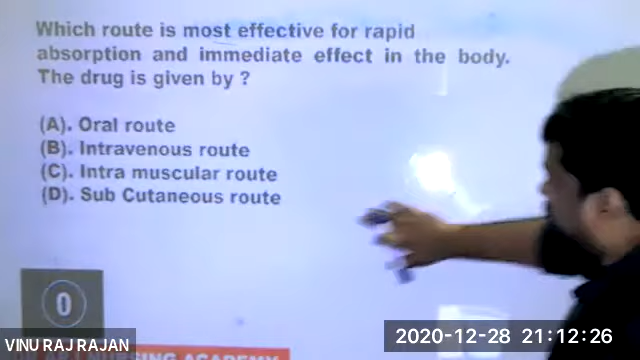 Which route is most effective for rapid
absorption and immediate effect in the body.
The drug is given by ?
(A). Oral route
(B). Intravenous route
(C). Intra muscular route
(D). Sub Cutaneous route
0
VINU RAJ RAJAN
2020-12-28 21:12:26
ACADEMY